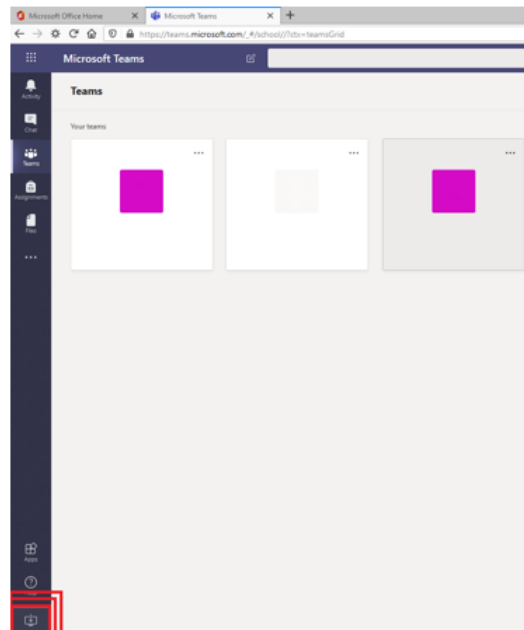 Microsoft Office Home
Microsoft Teams
https://teams.microsoft.com/_#/school//?ctx=teamsGrid
Microsoft Teams
Activity
Teams
Chat
Your teams
Teams
Assignments
Files
Apps